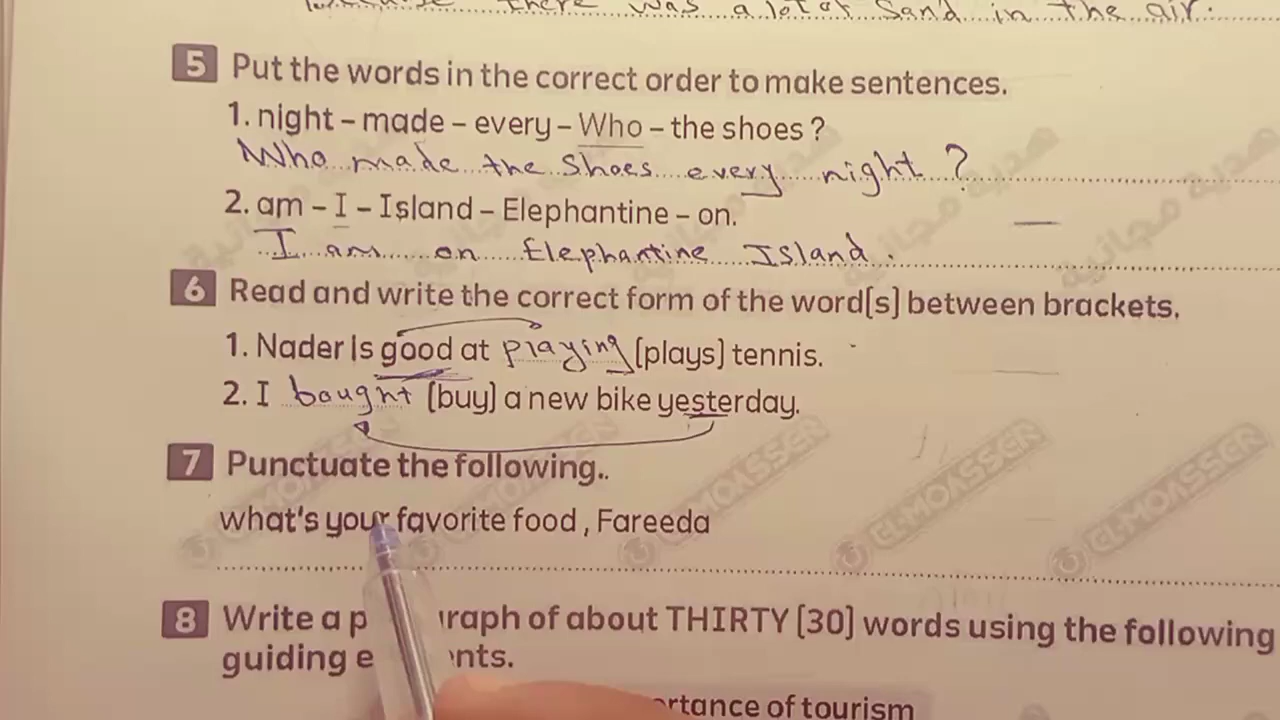 there was a lot of sand in the air.
5 Put the words in the correct order to make sentences.
1. night – made – every – Who – the shoes ?
Who made the Shoes every night ?
2. am – I – Island – Elephantine – on.
I am on Elephantine Island.
6 Read and write the correct form of the word[s] between brackets.
1. Nader is good at playing [plays] tennis.
2. I bought [buy] a new bike yesterday.
7 Punctuate the following..
what's your favorite food , Fareeda
8 Write a p raph of about THIRTY [30] words using the following
guiding e nts.
rtance of tourism
هدية مجانية
ELMOASSER